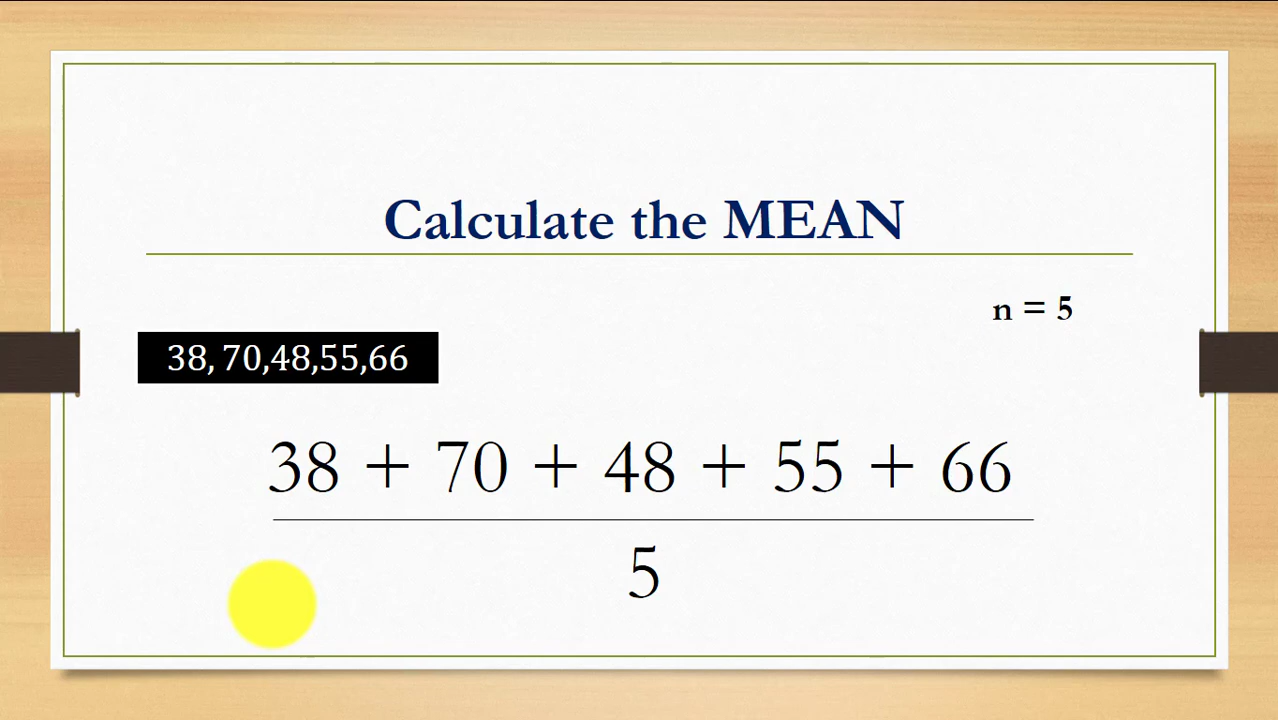 Calculate the MEAN
n = 5
38, 70,48,55,66
38 + 70 + 48 + 55 + 66
5